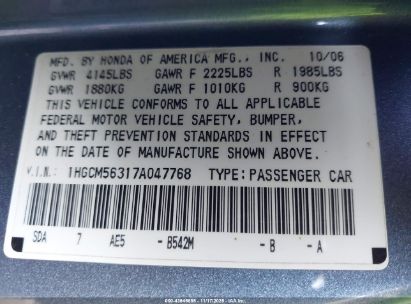 MFD. BY HONDA OF AMERICA MFG., INC. 10/06
GVWR 4145LBS GAWR F 2225LBS R 1985LBS
GVWR 1880KG GAWR F 1010KG R 900KG
THIS VEHICLE CONFORMS TO ALL APPLICABLE
FEDERAL MOTOR VEHICLE SAFETY, BUMPER,
AND THEFT PREVENTION STANDARDS IN EFFECT
ON THE DATE OF MANUFACTURE SHOWN ABOVE.
V.I.N.: 1HGCM56317A047768 TYPE: PASSENGER CAR
SDA 7 AE5 - B542M - B - A